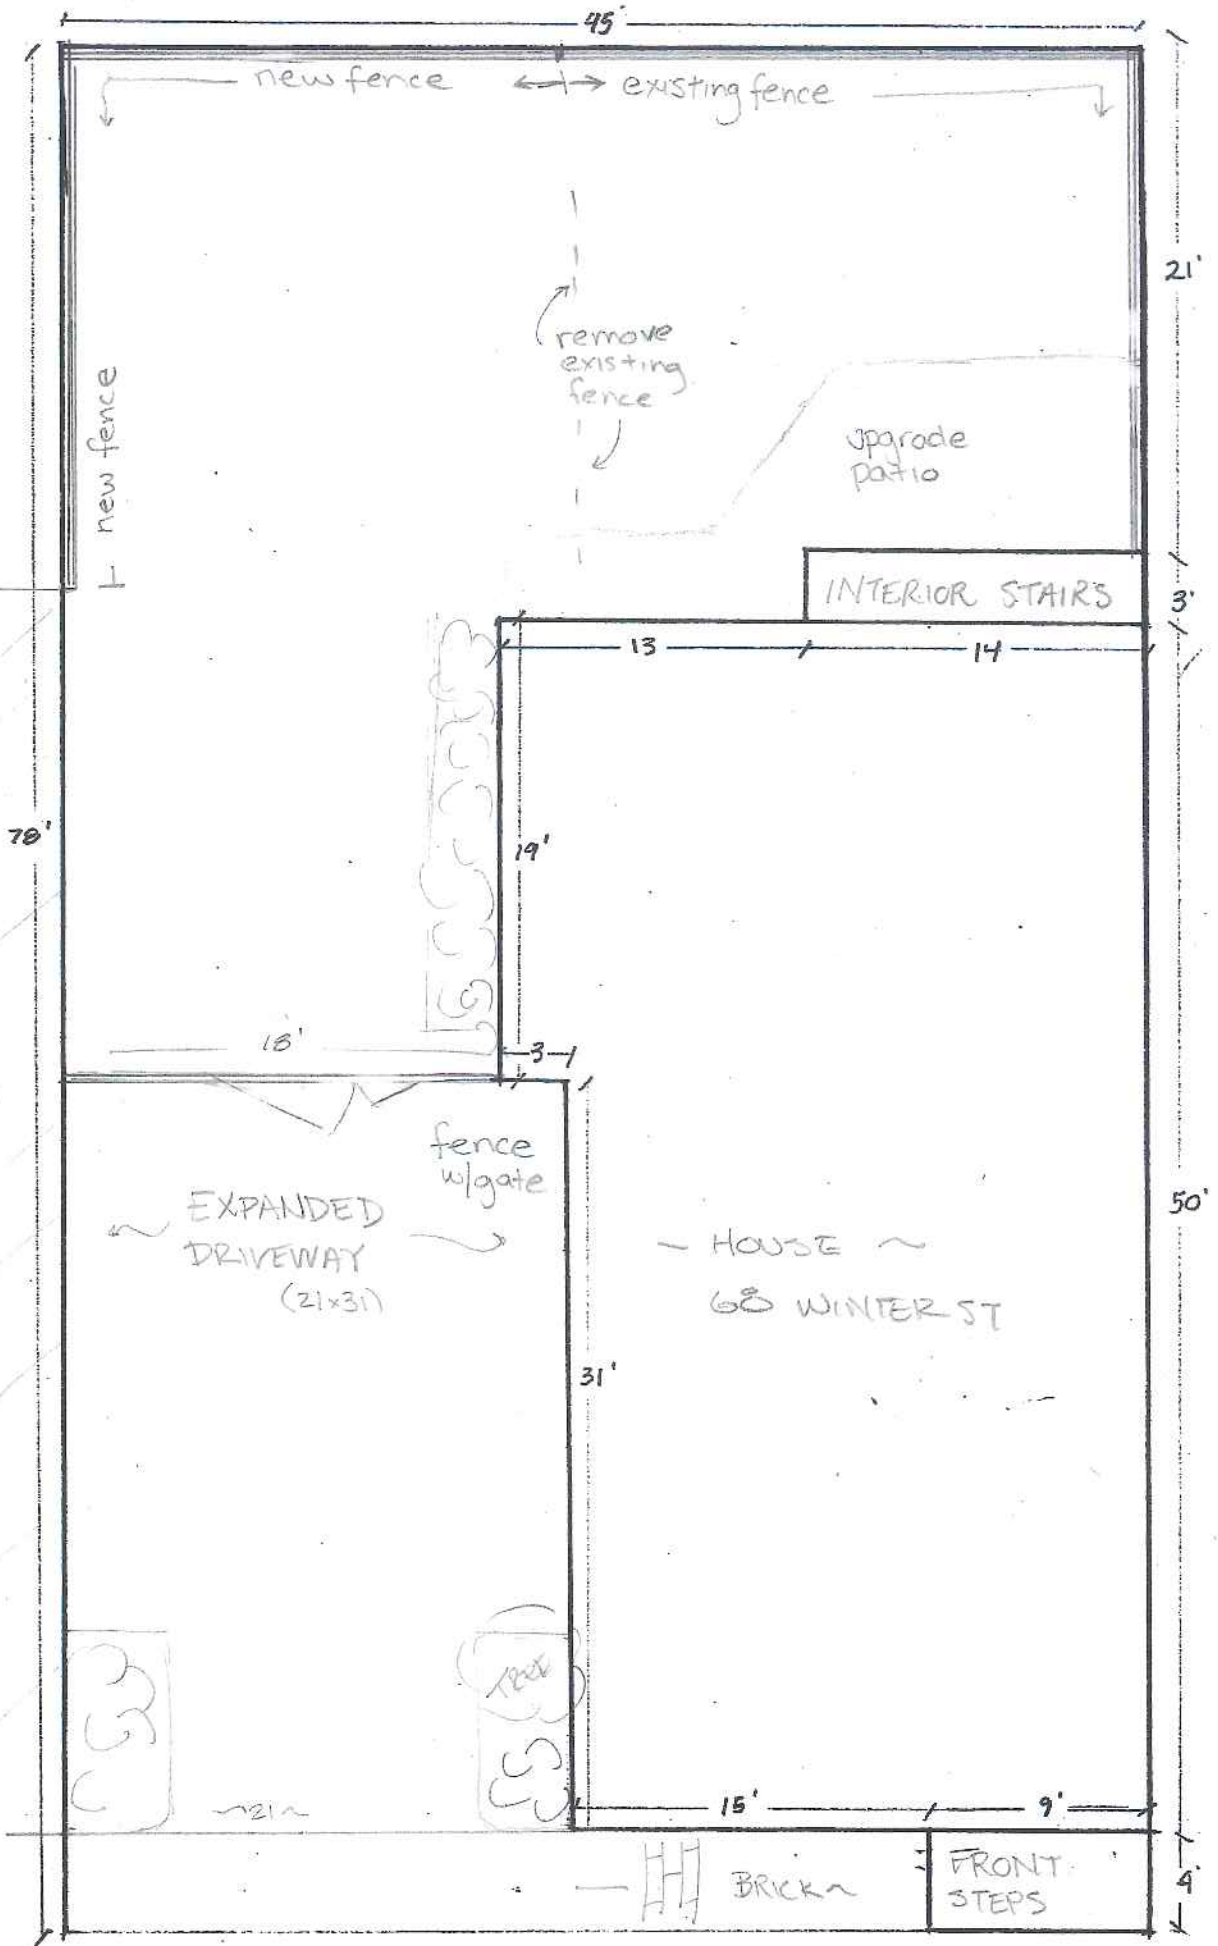 45'
new fence
existing fence
21'
remove
existing
fence
new fence
upgrade
patio
INTERIOR STAIRS
3'
13
14
78'
19'
18'
3
fence
w/gate
EXPANDED
DRIVEWAY
(21x31)
50'
~ HOUSE ~
68 WINTER ST
31'
TREE
~21~
15'
9'
BRICK~
FRONT
STEPS
4'